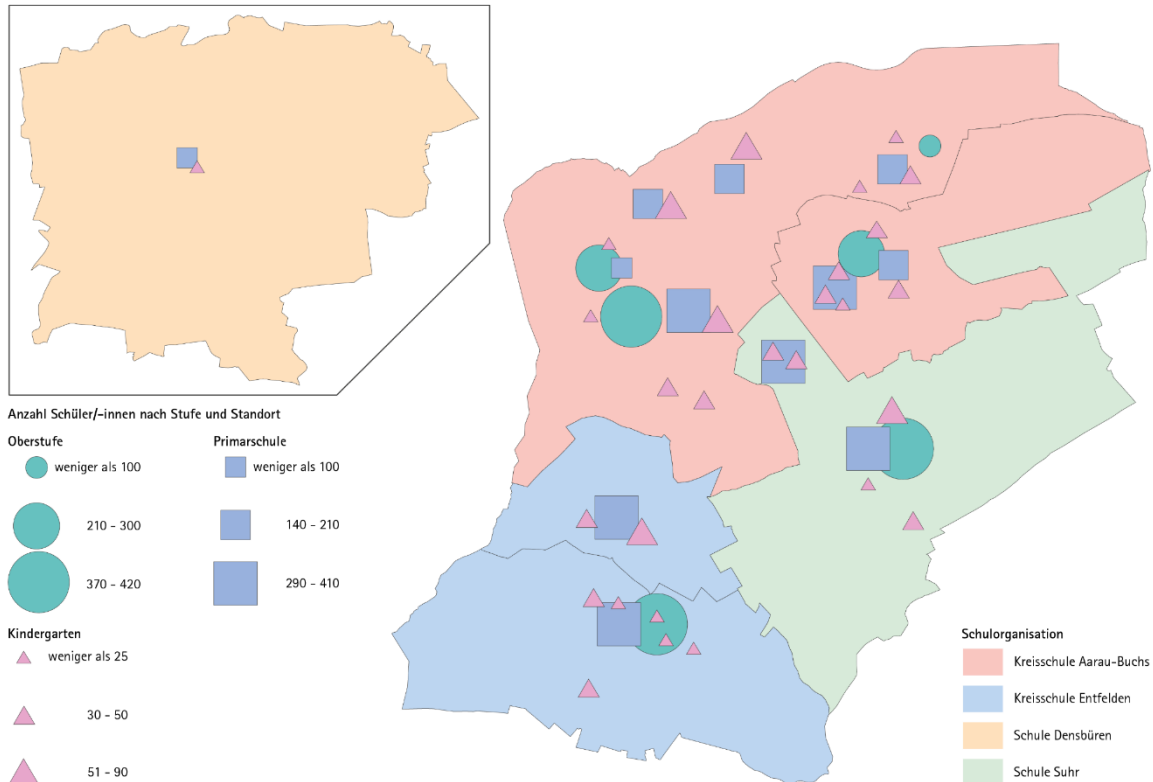 Anzahl Schüler/-innen nach Stufe und Standort
Oberstufe
weniger als 100
210 – 300
370 – 420
Primarschule
weniger als 100
140 – 210
290 – 410
Kindergarten
weniger als 25
30 – 50
51 – 90
Schulorganisation
Kreisschule Aarau-Buchs
Kreisschule Entfelden
Schule Densbüren
Schule Suhr